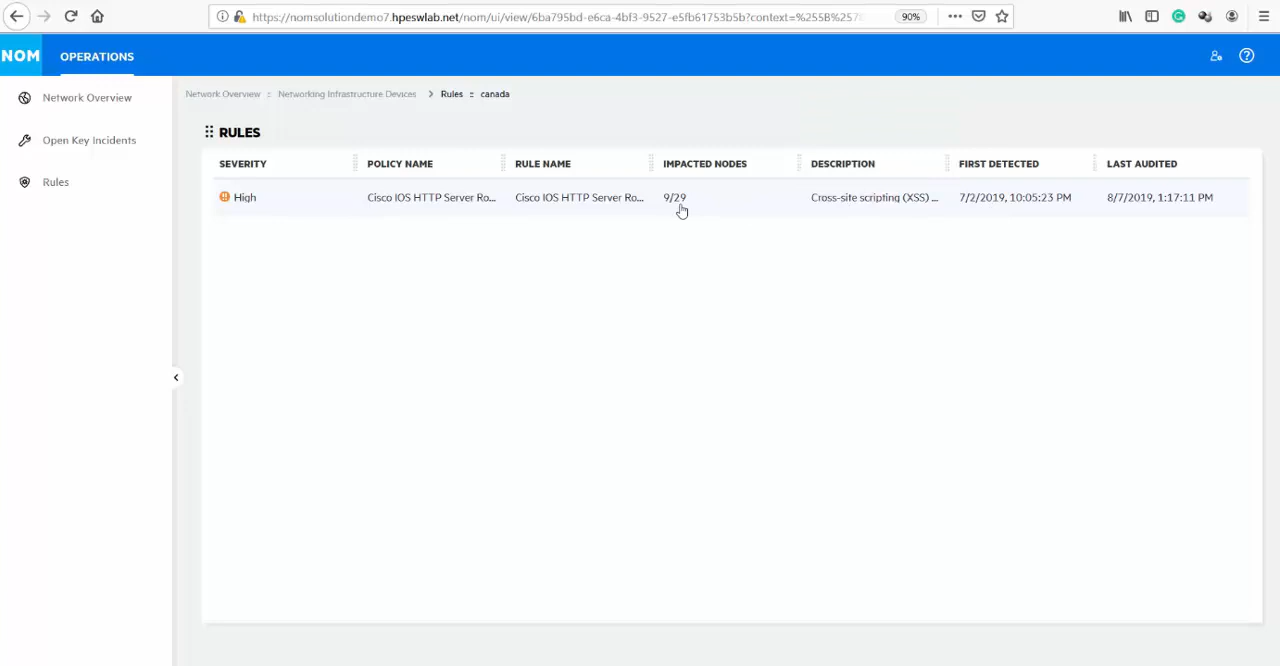 https://nomsolutiondemo7.hpeswlab.net/nom/ui/view/6ba795bd-e6ca-4bf3-9527-e5fb61753b5b?context=%255B%257
90%
NOM OPERATIONS
Network Overview
Open Key Incidents
Rules
Network Overview :: Networking Infrastructure Devices > Rules :: canada
RULES
SEVERITY POLICY NAME RULE NAME IMPACTED NODES DESCRIPTION FIRST DETECTED LAST AUDITED
High Cisco IOS HTTP Server Ro... Cisco IOS HTTP Server Ro... 9/29 Cross-site scripting (XSS) ... 7/2/2019, 10:05:23 PM 8/7/2019, 1:17:11 PM